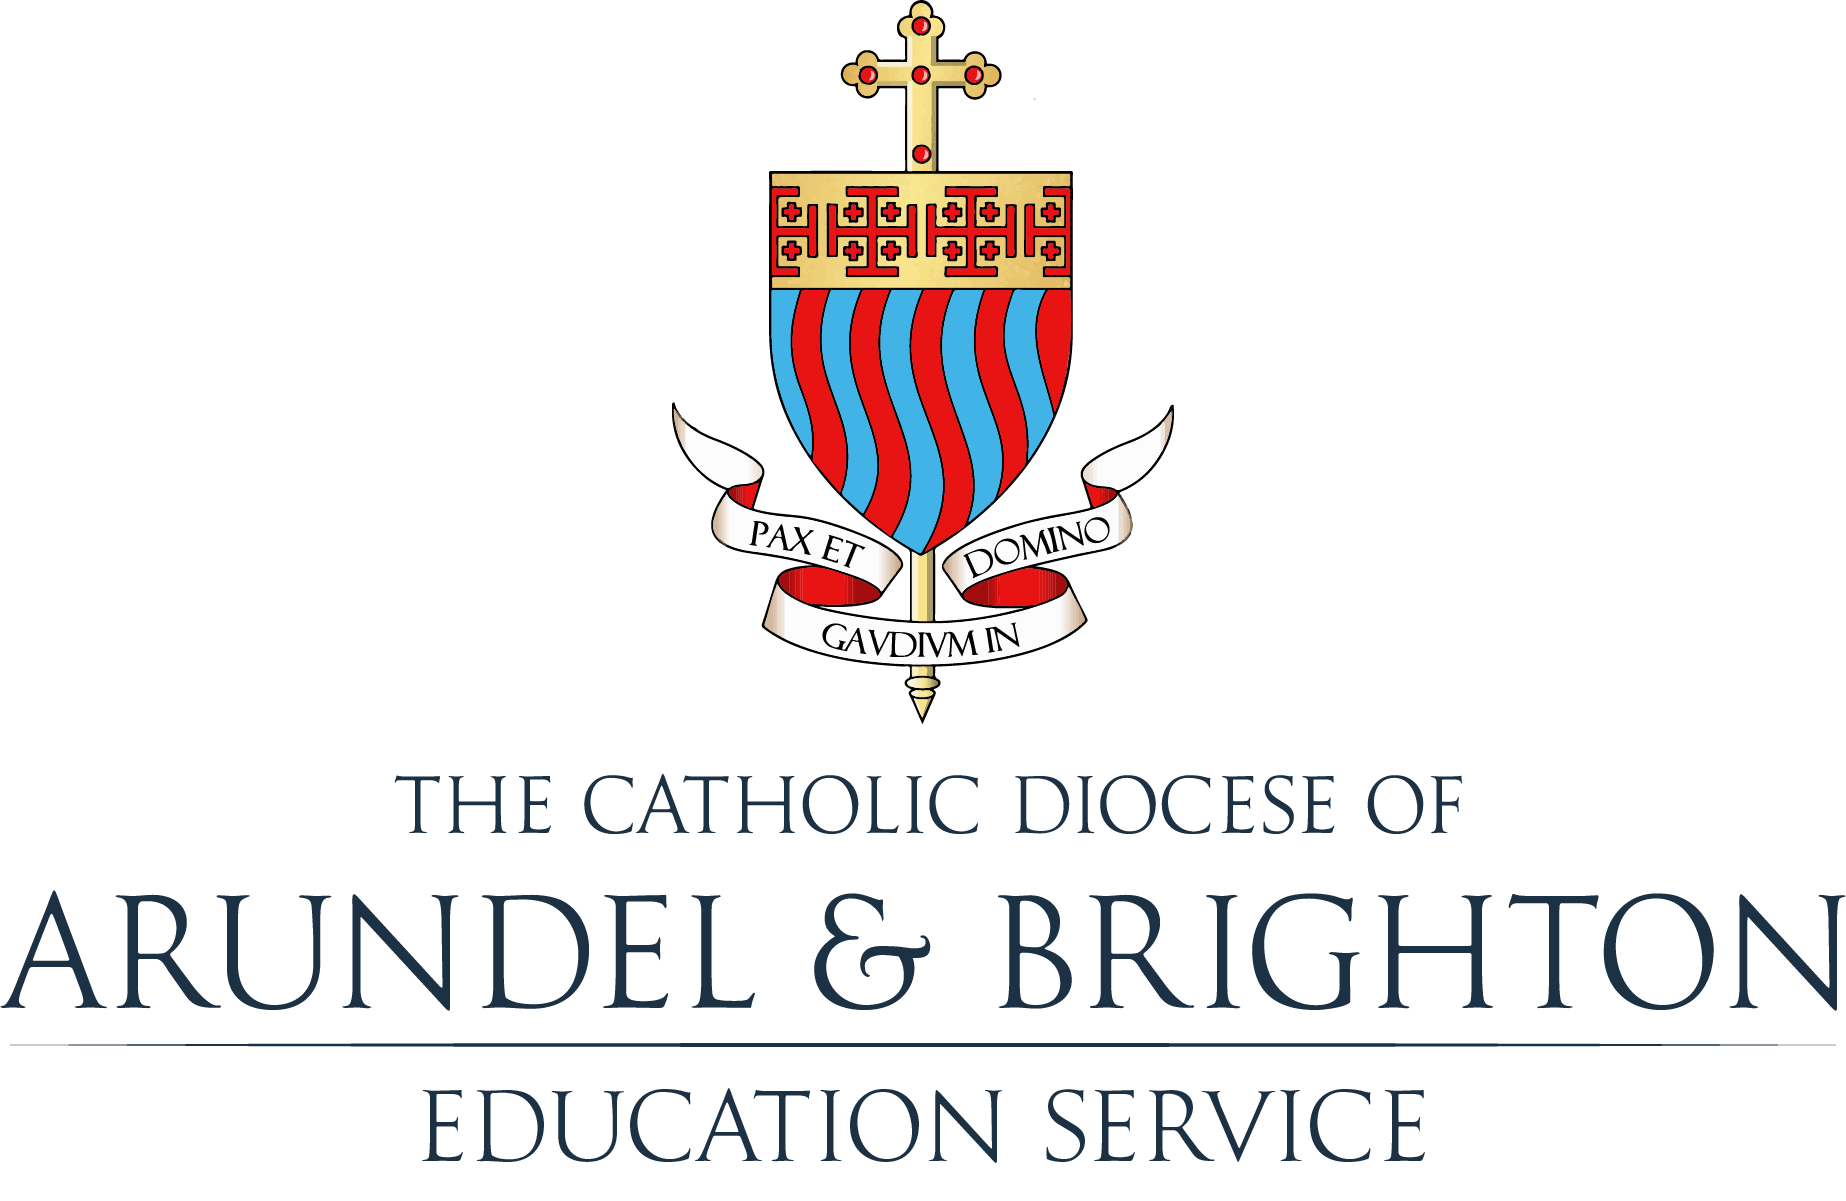 PAX ET
GAVDIVM IN
DOMINO
THE CATHOLIC DIOCESE OF
ARUNDEL & BRIGHTON
EDUCATION SERVICE